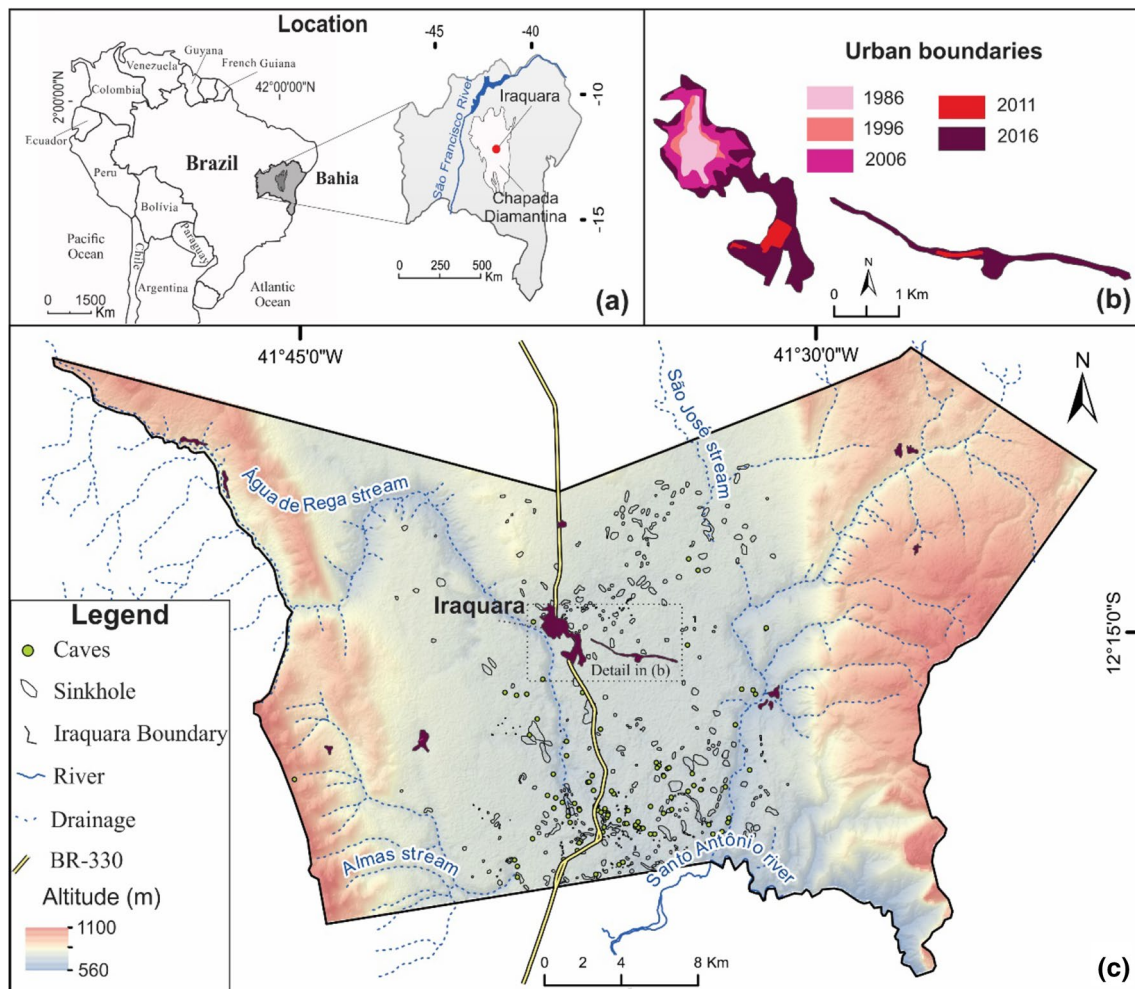 Location
Guyana
Venezuela
French Guiana
Colombia
42°00'00"N
2°00'00"N
Ecuador
Peru
Brazil
Bahia
Bolívia
Paraguay
Pacific
Ocean
Chile
Argentina
Atlantic
Ocean
0 1500
Km
-45 -40
-10
-15
São Francisco River
Iraquara
Chapada
Diamantina
0 250 500
Km
(a)
Urban boundaries
1986
1996
2006
2011
2016
N
0 1 Km
(b)
41°45'0"W
41°30'0"W
N
São José stream
Água de Rega stream
Iraquara
Detail in (b)
12°15'0"S
Almas stream
Santo Antônio river
Legend
Caves
Sinkhole
Iraquara Boundary
River
Drainage
BR-330
Altitude (m)
1100
560
0 2 4 8 Km
(c)